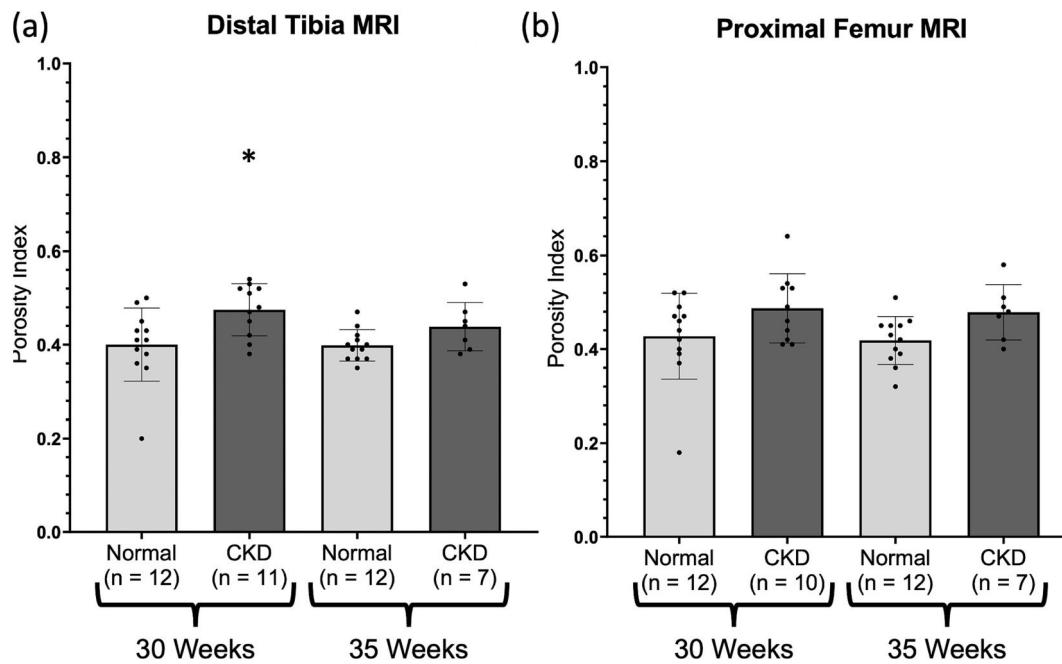 (a)
Distal Tibia MRI
Porosity Index
1.0
0.8
0.6
0.4
0.2
0.0
*
Normal
(n = 12)
CKD
(n = 11)
Normal
(n = 12)
CKD
(n = 7)
30 Weeks
35 Weeks
(b)
Proximal Femur MRI
Porosity Index
1.0
0.8
0.6
0.4
0.2
0.0
Normal
(n = 12)
CKD
(n = 10)
Normal
(n = 12)
CKD
(n = 7)
30 Weeks
35 Weeks